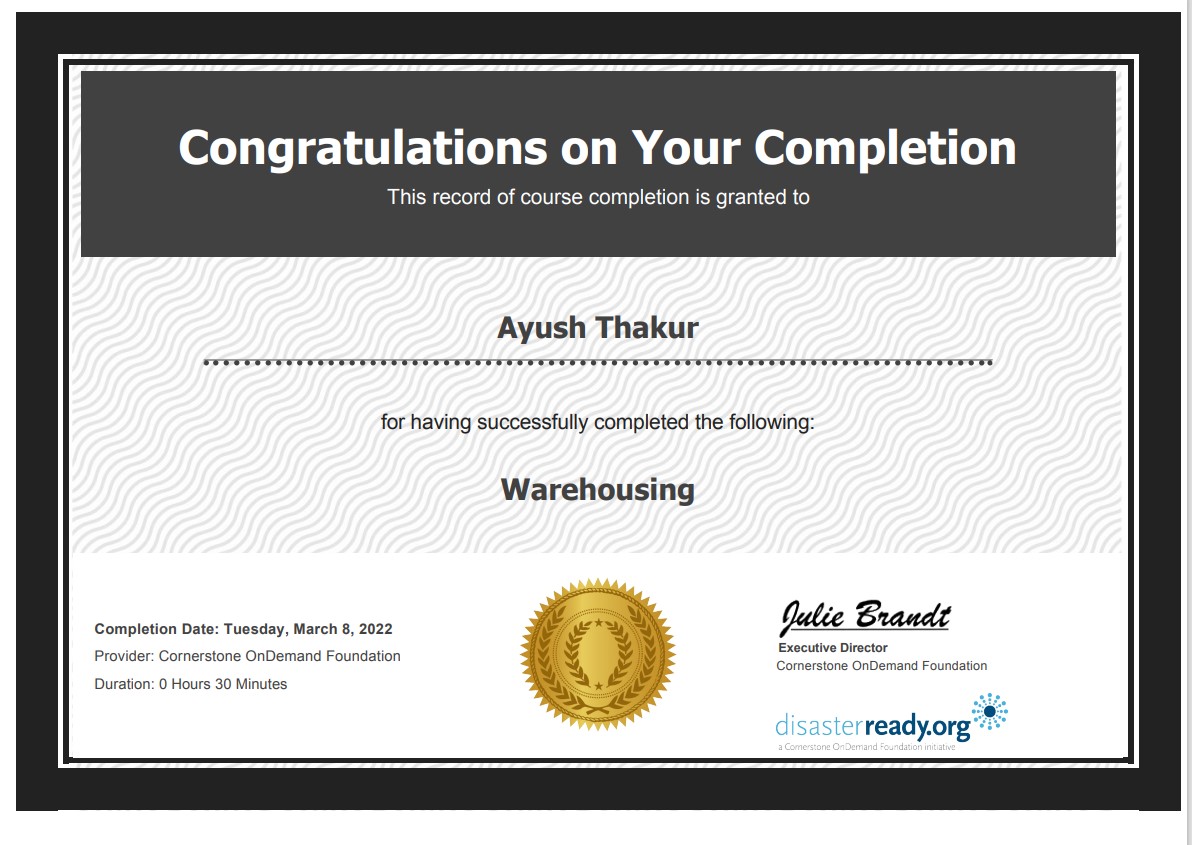 Congratulations on Your Completion
This record of course completion is granted to
Ayush Thakur
for having successfully completed the following:
Warehousing
Completion Date: Tuesday, March 8, 2022
Provider: Cornerstone OnDemand Foundation
Duration: 0 Hours 30 Minutes
Julie Brandt
Executive Director
Cornerstone OnDemand Foundation
disasterready.org
a Cornerstone OnDemand Foundation initiative